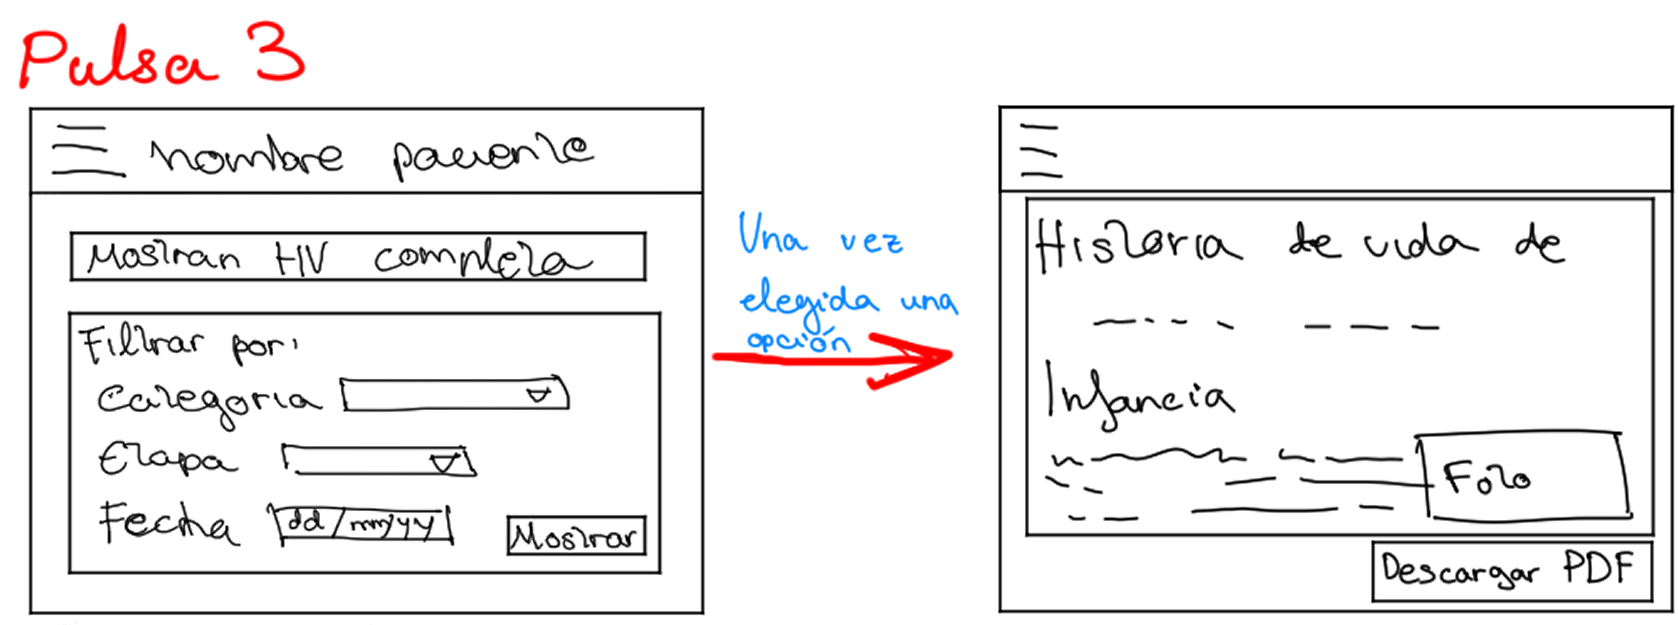 Pulsa 3
nombre paciente
Mostrar HV completa
Filtrar por:
Categoria
Etapa
Fecha dd/mm/yy
Mostrar
Una vez
elegida una
opción
Historia de vida de
Infancia
Foto
Descargar PDF